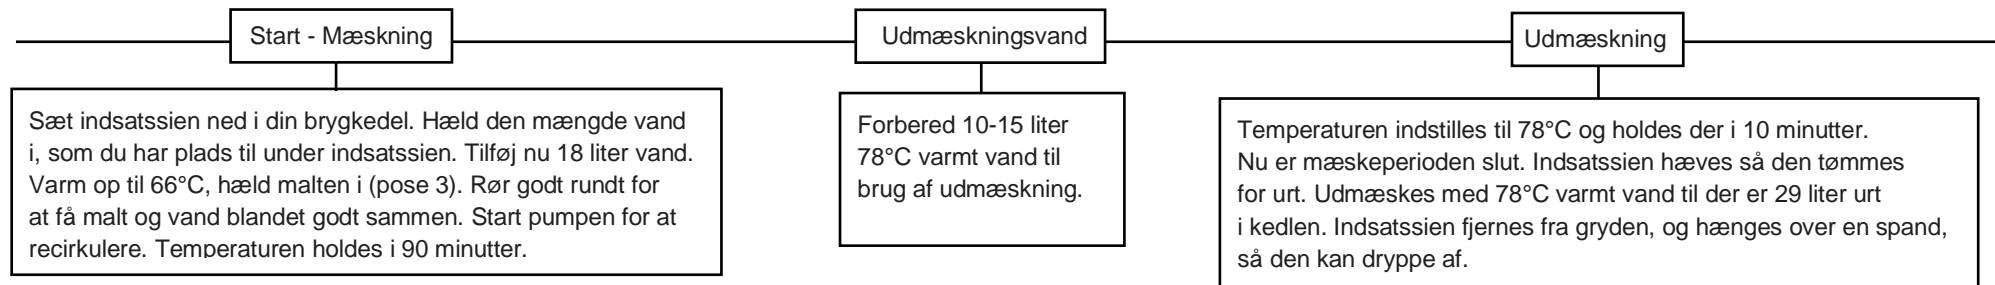 Start - Mæskning
Sæt indsatssien ned i din brygkedel. Hæld den mængde vand
i, som du har plads til under indsatssien. Tilføj nu 18 liter vand.
Varm op til 66°C, hæld malten i (pose 3). Rør godt rundt for
at få malt og vand blandet godt sammen. Start pumpen for at
recirkulere. Temperaturen holdes i 90 minutter.
Udmæskningsvand
Forbered 10-15 liter
78°C varmt vand til
brug af udmæskning.
Udmæskning
Temperaturen indstilles til 78°C og holdes der i 10 minutter.
Nu er mæskeperioden slut. Indsatssien hæves så den tømmes
for urt. Udmæskes med 78°C varmt vand til der er 29 liter urt
i kedlen. Indsatssien fjernes fra gryden, og hænges over en spand,
så den kan dryppe af.